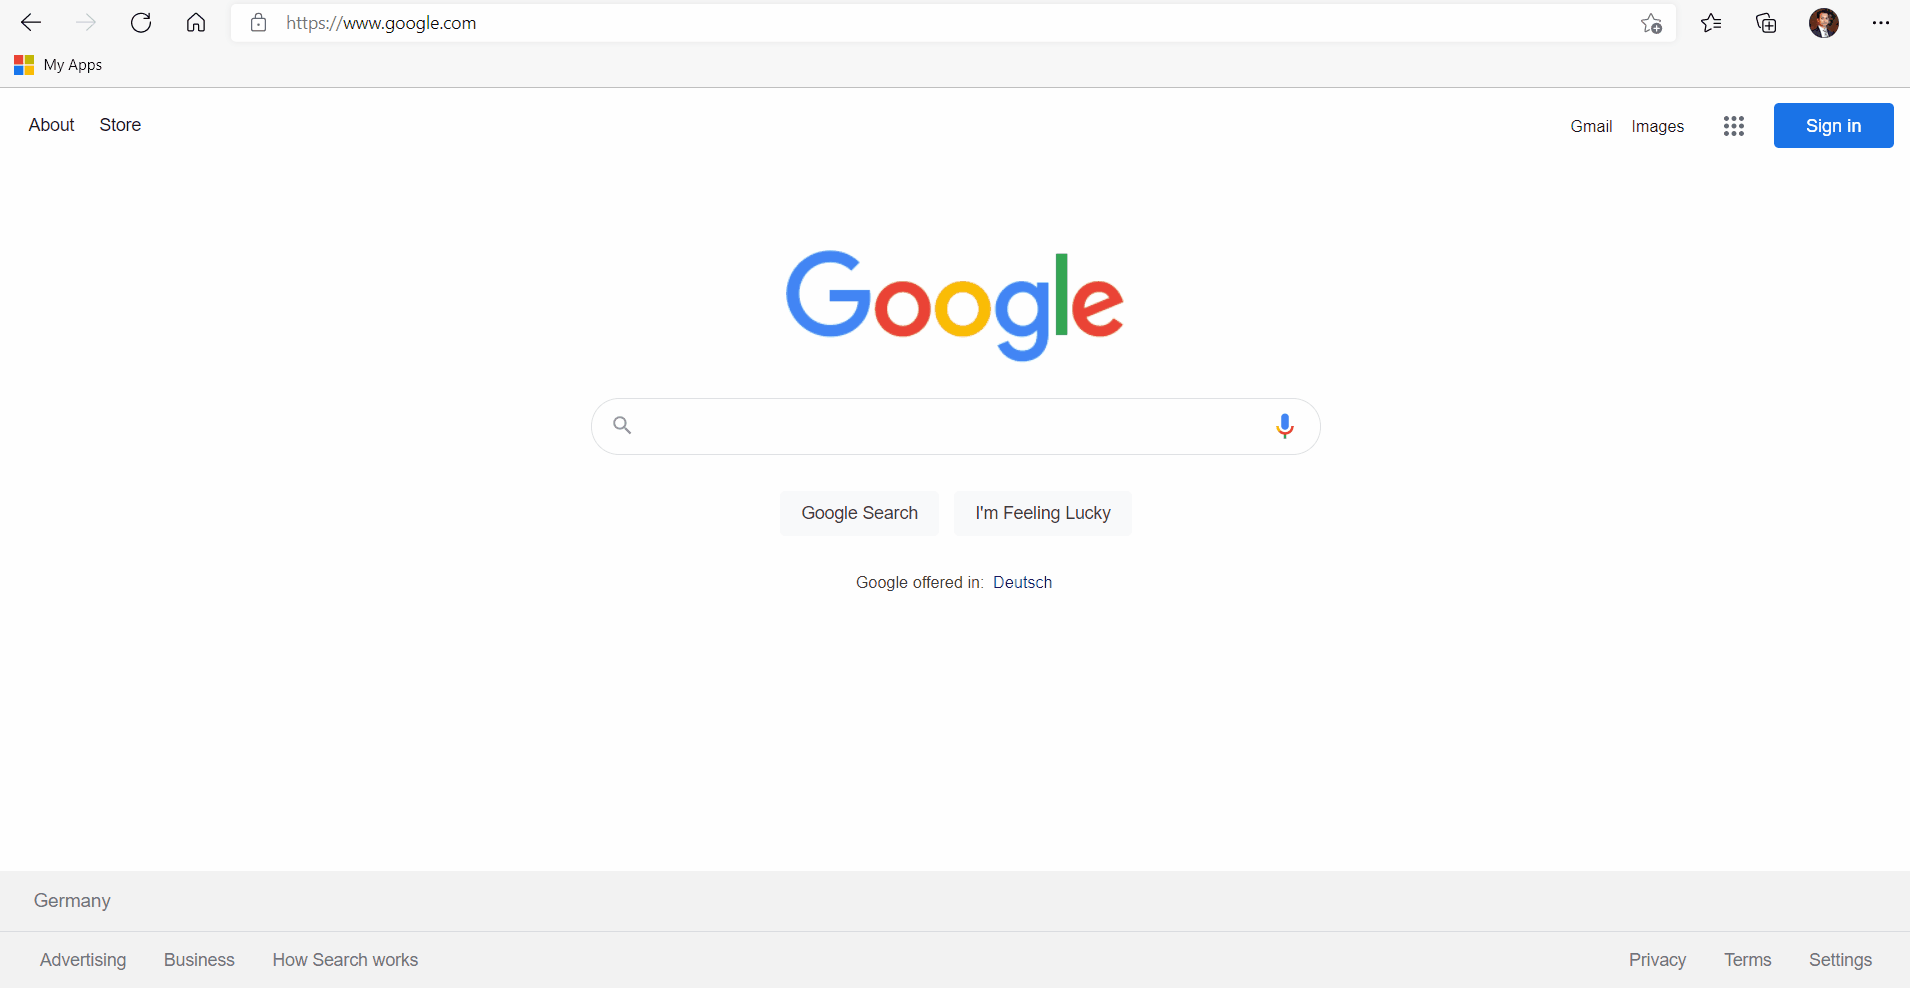 https://www.google.com
My Apps
About Store Gmail Images Sign in
Google
Google Search I'm Feeling Lucky
Google offered in: Deutsch
Germany
Advertising Business How Search works Privacy Terms Settings